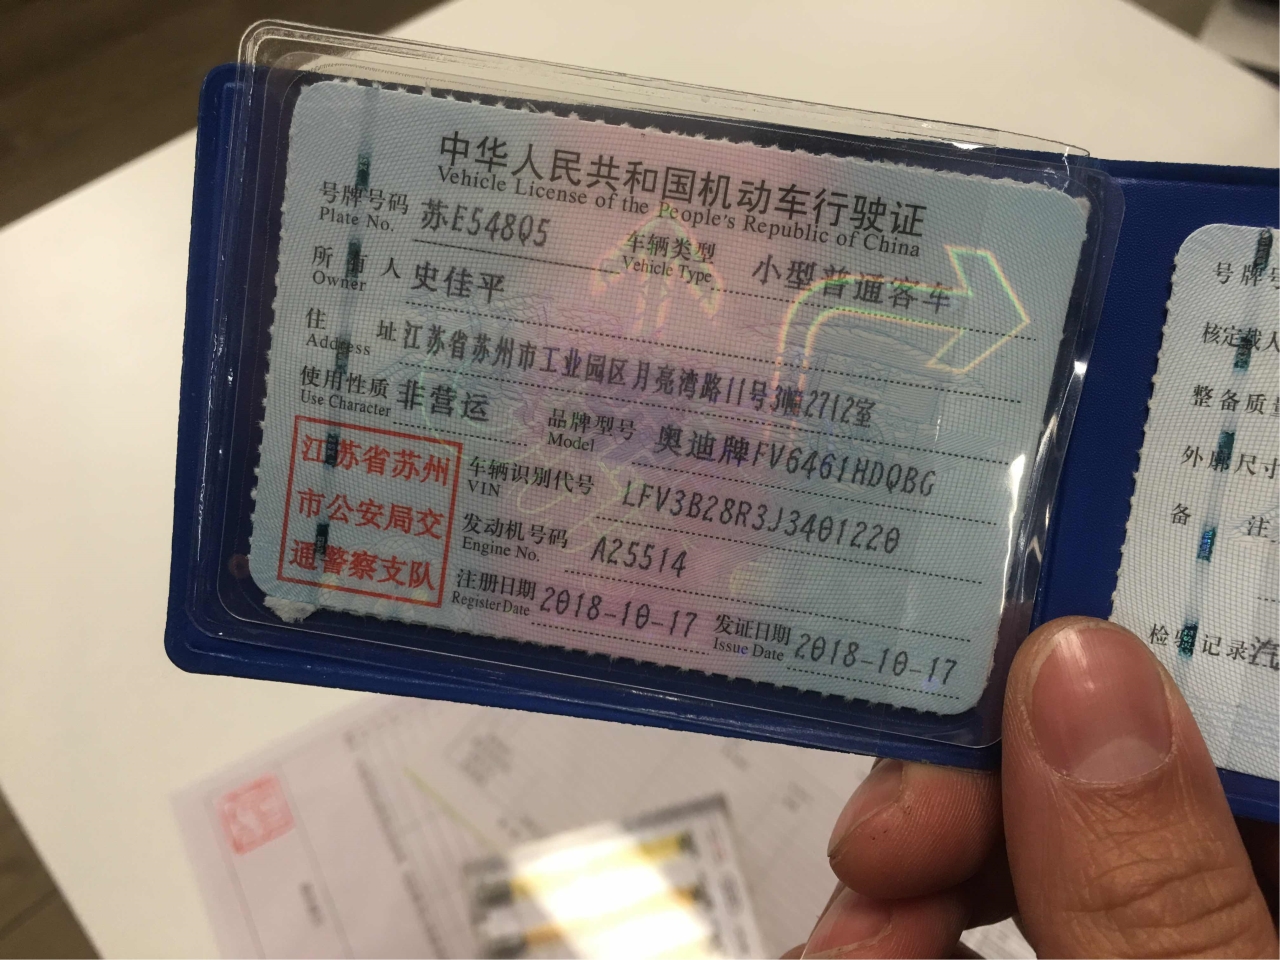 中华人民共和国机动车行驶证
Vehicle License of the People's Republic of China
号牌号码 苏E548Q5 车辆类型 小型普通客车
Plate No. Vehicle Type
所有人 史佳平
Owner
住址 江苏省苏州市工业园区月亮湾路11号3幢2712室
Address
使用性质 非营运 品牌型号 奥迪牌FV6461HDQBG
Use Character Model
江苏省苏州
市公安局交
通警察支队
车辆识别代号 LFV3B28R3J3401220
VIN
发动机号码 A25514
Engine No.
注册日期 2018-10-17 发证日期 2018-10-17
Register Date Issue Date
号牌号
核定载人
整备质量
外廓尺寸
备注
检验记录 汽